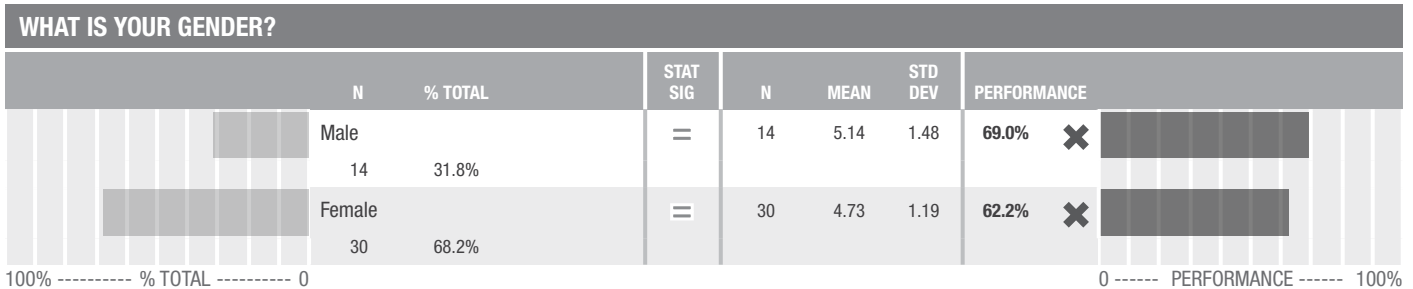 WHAT IS YOUR GENDER?
N % TOTAL STAT SIG N MEAN STD DEV PERFORMANCE
Male = 14 5.14 1.48 69.0% ✖
14 31.8%
Female = 30 4.73 1.19 62.2% ✖
30 68.2%
100% ---------- % TOTAL ---------- 0 0 ------ PERFORMANCE ------ 100%